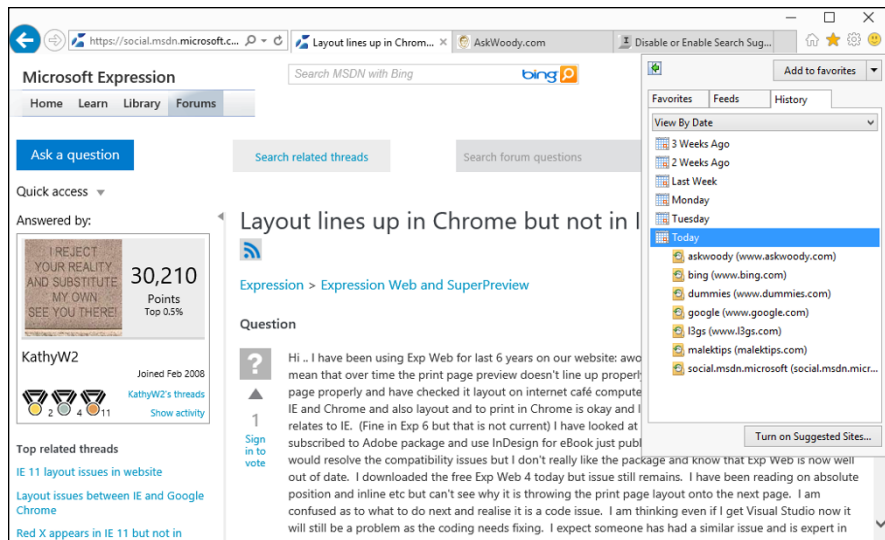 https://social.msdn.microsoft.c...
Layout lines up in Chrom...
AskWoody.com
Disable or Enable Search Sug...
Microsoft Expression
Search MSDN with Bing
bing
Home Learn Library Forums
Ask a question
Search related threads
Search forum questions
Quick access
Answered by:
I REJECT
YOUR REALITY
AND SUBSTITUTE
MY OWN
SEE YOU THERE!
30,210
Points
Top 0.5%
KathyW2
Joined Feb 2008
KathyW2's threads
2 4 11
Show activity
Top related threads
IE 11 layout issues in website
Layout issues between IE and Google
Chrome
Red X appears in IE 11 but not in
Layout lines up in Chrome but not in I
Expression > Expression Web and SuperPreview
Question
?
1
Sign
in to
vote
Hi .. I have been using Exp Web for last 6 years on our website: awo
mean that over time the print page preview doesn't line up properl
page properly and have checked it layout on internet café compute
IE and Chrome and also layout and to print in Chrome is okay and I
relates to IE. (Fine in Exp 6 but that is not current) I have looked at
subscribed to Adobe package and use InDesign for eBook just publ
would resolve the compatibility issues but I don't really like the package and know that Exp Web is now well
out of date. I downloaded the free Exp Web 4 today but issue still remains. I have been reading on absolute
position and inline etc but can't see why it is throwing the print page layout onto the next page. I am
confused as to what to do next and realise it is a code issue. I am thinking even if I get Visual Studio now it
will still be a problem as the coding needs fixing. I expect someone has had a similar issue and is expert in
Add to favorites
Favorites Feeds History
View By Date
3 Weeks Ago
2 Weeks Ago
Last Week
Monday
Tuesday
Today
askwoody (www.askwoody.com)
bing (www.bing.com)
dummies (www.dummies.com)
google (www.google.com)
l3gs (www.l3gs.com)
malektips (malektips.com)
social.msdn.microsoft (social.msdn.micr...
Turn on Suggested Sites...